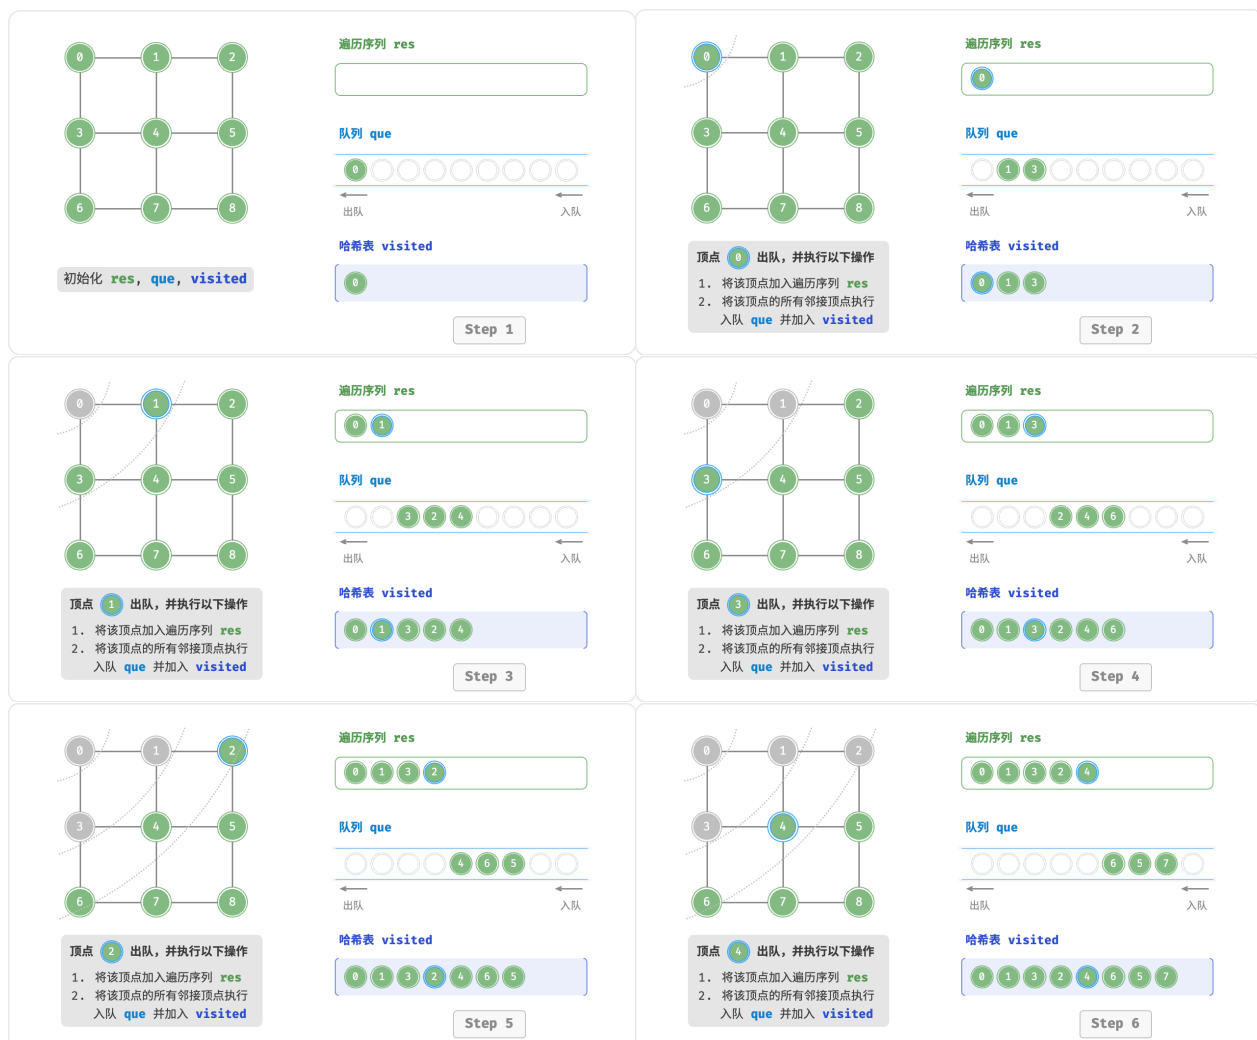 0 1 2
3 4 5
6 7 8
初始化 res, que, visited
遍历序列 res
队列 que
0
出队 入队
哈希表 visited
0
Step 1
0 1 2
3 4 5
6 7 8
顶点 0 出队，并执行以下操作
1. 将该顶点加入遍历序列 res
2. 将该顶点的所有邻接顶点执行
入队 que 并加入 visited
遍历序列 res
0
队列 que
1 3
出队 入队
哈希表 visited
0 1 3
Step 2
0 1 2
3 4 5
6 7 8
顶点 1 出队，并执行以下操作
1. 将该顶点加入遍历序列 res
2. 将该顶点的所有邻接顶点执行
入队 que 并加入 visited
遍历序列 res
0 1
队列 que
3 2 4
出队 入队
哈希表 visited
0 1 3 2 4
Step 3
0 1 2
3 4 5
6 7 8
顶点 3 出队，并执行以下操作
1. 将该顶点加入遍历序列 res
2. 将该顶点的所有邻接顶点执行
入队 que 并加入 visited
遍历序列 res
0 1 3
队列 que
2 4 6
出队 入队
哈希表 visited
0 1 3 2 4 6
Step 4
0 1 2
3 4 5
6 7 8
顶点 2 出队，并执行以下操作
1. 将该顶点加入遍历序列 res
2. 将该顶点的所有邻接顶点执行
入队 que 并加入 visited
遍历序列 res
0 1 3 2
队列 que
4 6 5
出队 入队
哈希表 visited
0 1 3 2 4 6 5
Step 5
0 1 2
3 4 5
6 7 8
顶点 4 出队，并执行以下操作
1. 将该顶点加入遍历序列 res
2. 将该顶点的所有邻接顶点执行
入队 que 并加入 visited
遍历序列 res
0 1 3 2 4
队列 que
6 5 7
出队 入队
哈希表 visited
0 1 3 2 4 6 5 7
Step 6